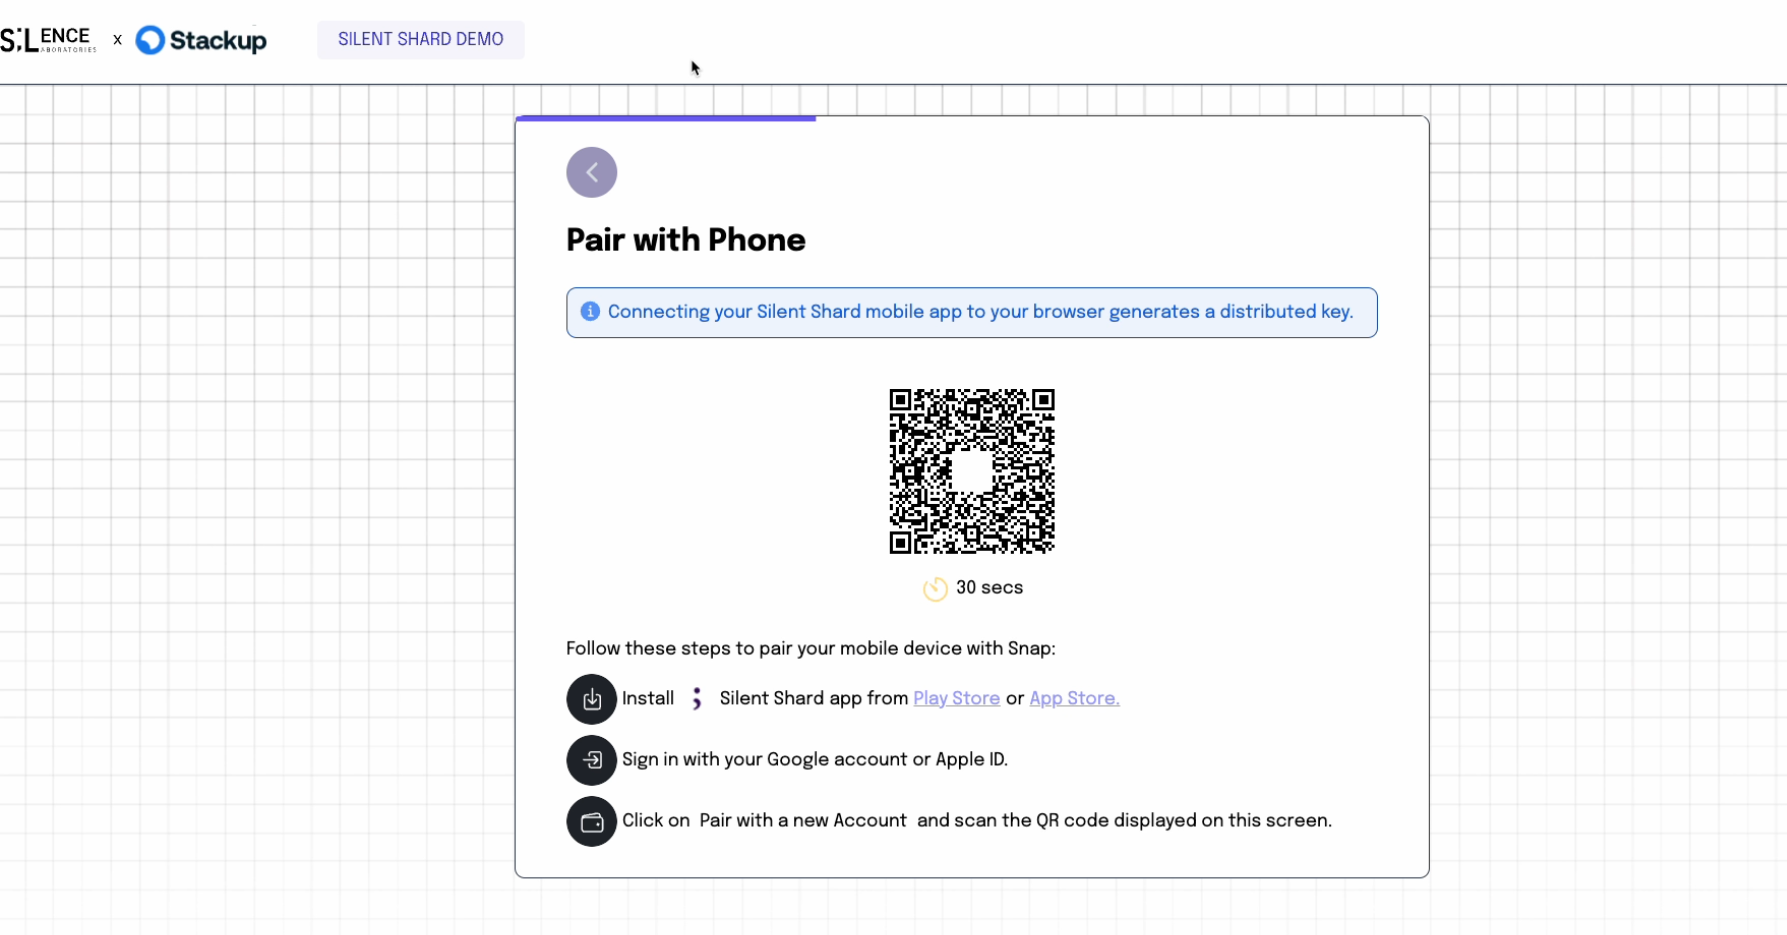 S;LENCE LABORATORIES x Stackup SILENT SHARD DEMO
Pair with Phone
Connecting your Silent Shard mobile app to your browser generates a distributed key.
30 secs
Follow these steps to pair your mobile device with Snap:
Install ; Silent Shard app from Play Store or App Store.
Sign in with your Google account or Apple ID.
Click on Pair with a new Account and scan the QR code displayed on this screen.